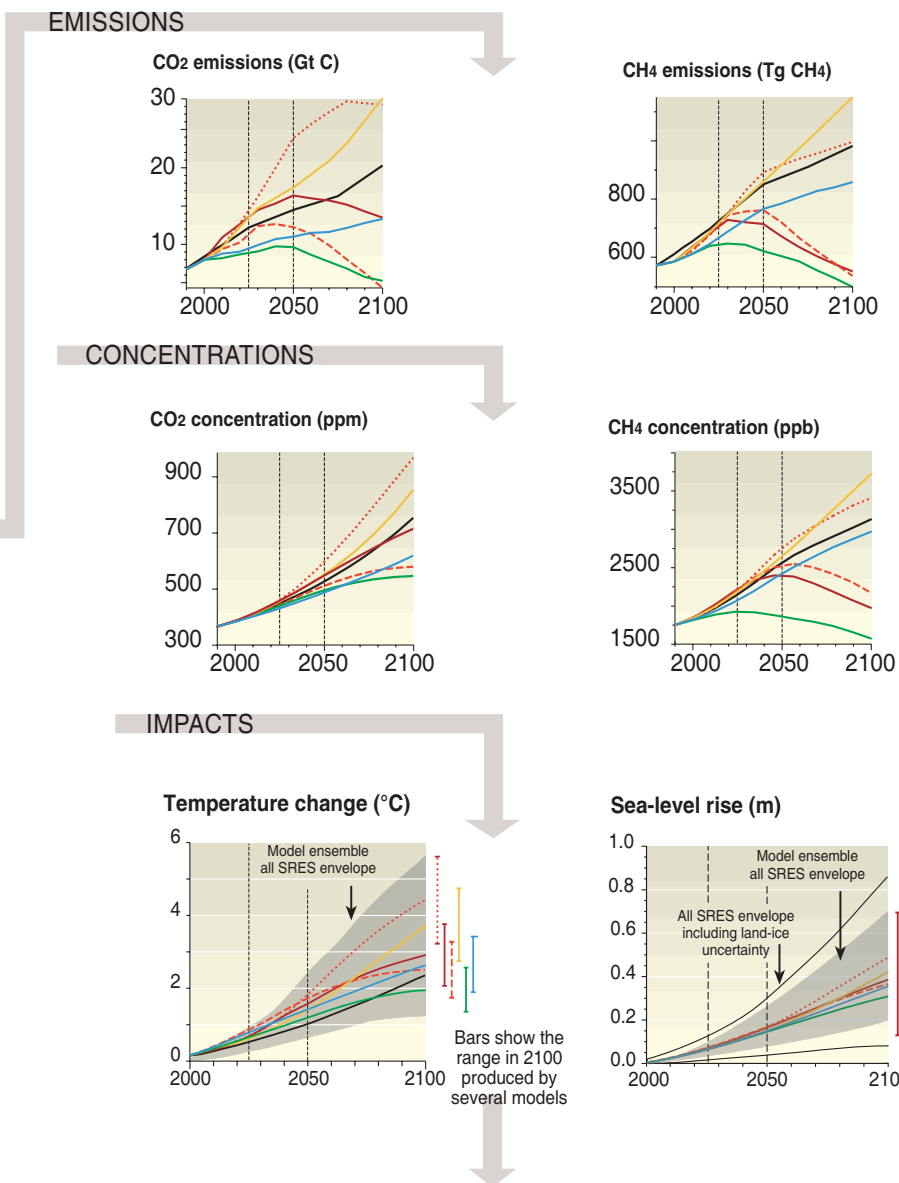 EMISSIONS
CO2 emissions (Gt C)
30
20
10
2000 2050 2100
CH4 emissions (Tg CH4)
800
600
2000 2050 2100
CONCENTRATIONS
CO2 concentration (ppm)
900
700
500
300
2000 2050 2100
CH4 concentration (ppb)
3500
2500
1500
2000 2050 2100
IMPACTS
Temperature change (°C)
6
4
2
0
Model ensemble
all SRES envelope
2000 2050 2100
Bars show the
range in 2100
produced by
several models
Sea-level rise (m)
1.0
0.8
0.6
0.4
0.2
0.0
Model ensemble
all SRES envelope
All SRES envelope
including land-ice
uncertainty
2000 2050 210